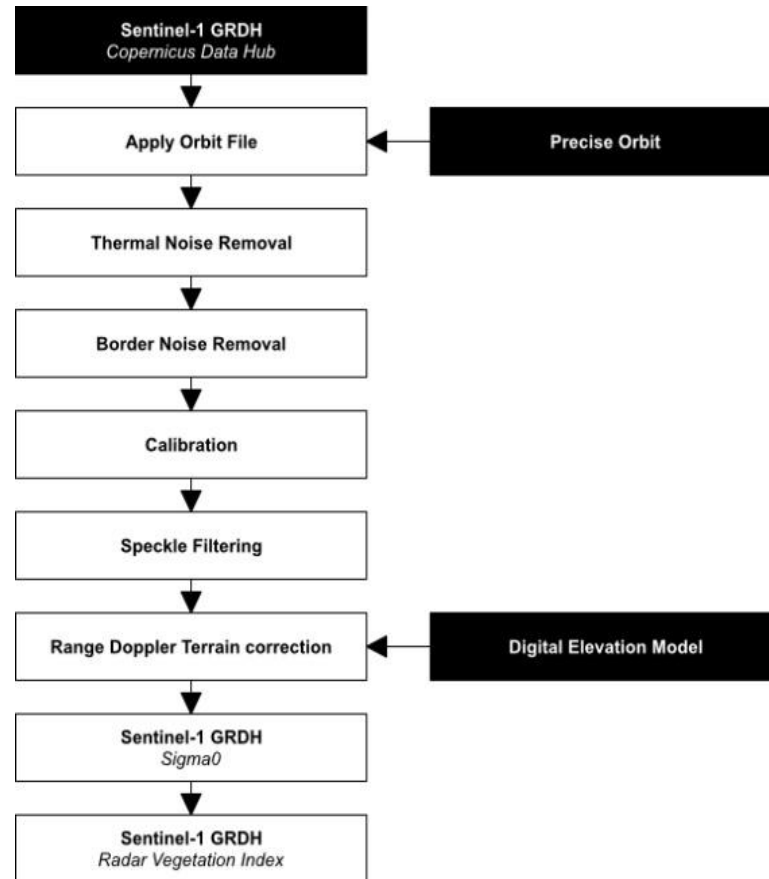 Sentinel-1 GRDH
Copernicus Data Hub
Apply Orbit File
Precise Orbit
Thermal Noise Removal
Border Noise Removal
Calibration
Speckle Filtering
Range Doppler Terrain correction
Digital Elevation Model
Sentinel-1 GRDH
Sigma0
Sentinel-1 GRDH
Radar Vegetation Index